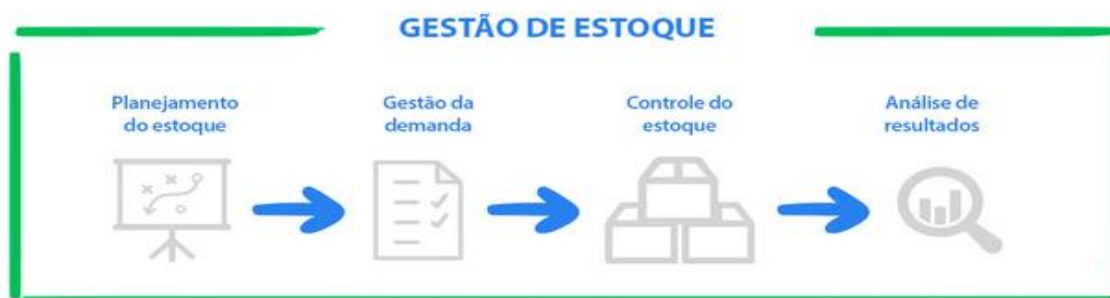 GESTÃO DE ESTOQUE
Planejamento
do estoque
Gestão da
demanda
Controle do
estoque
Análise de
resultados